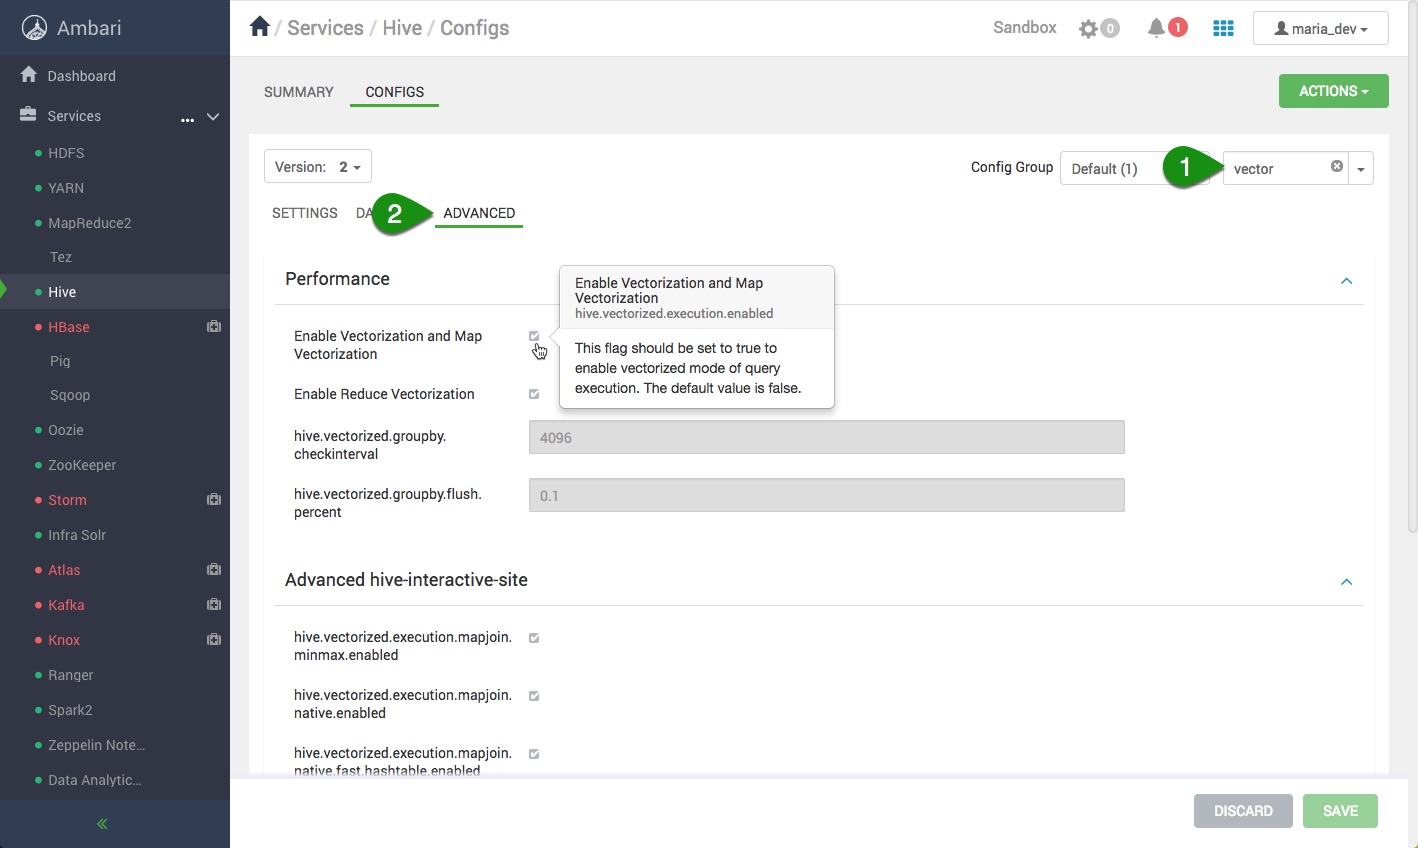 Ambari
Dashboard
Services
...
HDFS
YARN
MapReduce2
Tez
Hive
HBase
Pig
Sqoop
Oozie
ZooKeeper
Storm
Infra Solr
Atlas
Kafka
Knox
Ranger
Spark2
Zeppelin Note...
Data Analytic...
«
/ Services / Hive / Configs
Sandbox
0
1
maria_dev
SUMMARY
CONFIGS
ACTIONS
Version: 2
Config Group
Default (1)
1
vector
SETTINGS
DA
2
ADVANCED
Performance
Enable Vectorization and Map
Vectorization
Enable Vectorization and Map
Vectorization
hive.vectorized.execution.enabled
This flag should be set to true to
enable vectorized mode of query
execution. The default value is false.
Enable Reduce Vectorization
hive.vectorized.groupby.
checkinterval
4096
hive.vectorized.groupby.flush.
percent
0.1
Advanced hive-interactive-site
hive.vectorized.execution.mapjoin.
minmax.enabled
hive.vectorized.execution.mapjoin.
native.enabled
hive.vectorized.execution.mapjoin.
native.fast.hashtable.enabled
DISCARD
SAVE